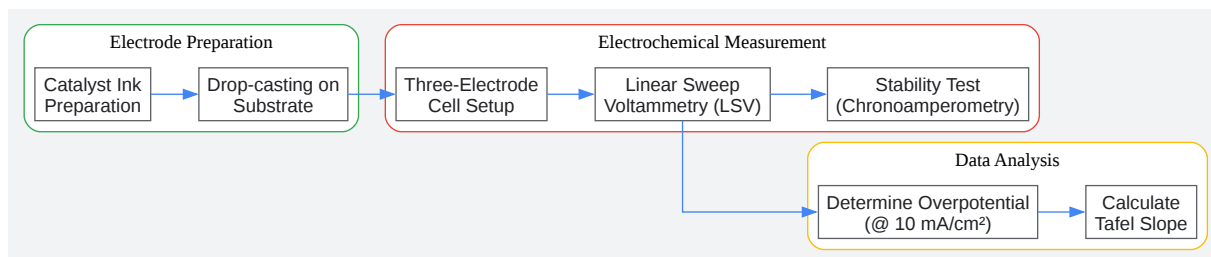 Electrode Preparation
Catalyst Ink
Preparation
Drop-casting on
Substrate
Electrochemical Measurement
Three-Electrode
Cell Setup
Linear Sweep
Voltammetry (LSV)
Stability Test
(Chronoamperometry)
Data Analysis
Determine Overpotential
(@ 10 mA/cm²)
Calculate
Tafel Slope